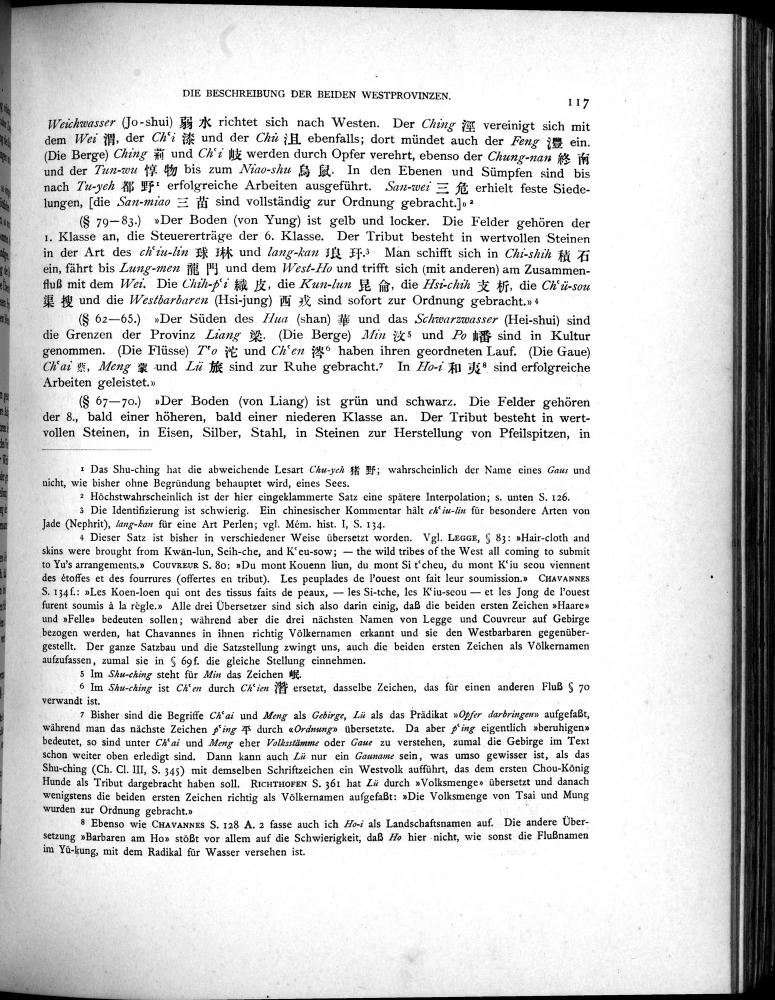 DIE BESCHREIBUNG DER BEIDEN WESTPROVINZEN. 117
Weichwasser (Jo-shui) 弱 水 richtet sich nach Westen. Der Ching 涇 vereinigt sich mit
dem Wei 渭, der Chʿi 漆 und der Chü 沮 ebenfalls; dort mündet auch der Feng 灃 ein.
(Die Berge) Ching 荊 und Chʿi 岐 werden durch Opfer verehrt, ebenso der Chung-nan 終 南
und der Tun-wu 惇 物 bis zum Niao-shu 鳥 鼠. In den Ebenen und Sümpfen sind bis
nach Tu-yeh 都 野¹ erfolgreiche Arbeiten ausgeführt. San-wei 三 危 erhielt feste Siede-
lungen, [die San-miao 三 苗 sind vollständig zur Ordnung gebracht.]» ²
(§ 79–83.) »Der Boden (von Yung) ist gelb und locker. Die Felder gehören der
1. Klasse an, die Steuererträge der 6. Klasse. Der Tribut besteht in wertvollen Steinen
in der Art des chʿiu-lin 球 琳 und lang-kan 琅 玕.³ Man schifft sich in Chi-shih 積 石
ein, fährt bis Lung-men 龍 門 und dem West-Ho und trifft sich (mit anderen) am Zusammen-
fluß mit dem Wei. Die Chih-pʿi 織 皮, die Kun-lun 昆 侖, die Hsi-chih 支 析, die Chʿü-sou
渠 搜 und die Westbarbaren (Hsi-jung) 西 戎 sind sofort zur Ordnung gebracht.» ⁴
(§ 62–65.) »Der Süden des Hua (shan) 華 und das Schwarzwasser (Hei-shui) sind
die Grenzen der Provinz Liang 梁. (Die Berge) Min 汶⁵ und Po 嶓 sind in Kultur
genommen. (Die Flüsse) Tʿo 沱 und Chʿen 涔⁶ haben ihren geordneten Lauf. (Die Gaue)
Chʿai 蔡, Meng 蒙 und Lü 旅 sind zur Ruhe gebracht.⁷ In Ho-i 和 夷⁸ sind erfolgreiche
Arbeiten geleistet.»
(§ 67–70.) »Der Boden (von Liang) ist grün und schwarz. Die Felder gehören
der 8., bald einer höheren, bald einer niederen Klasse an. Der Tribut besteht in wert-
vollen Steinen, in Eisen, Silber, Stahl, in Steinen zur Herstellung von Pfeilspitzen, in
¹ Das Shu-ching hat die abweichende Lesart Chu-yeh 猪 野; wahrscheinlich der Name eines Gaus und
nicht, wie bisher ohne Begründung behauptet wird, eines Sees.
² Höchstwahrscheinlich ist der hier eingeklammerte Satz eine spätere Interpolation; s. unten S. 126.
³ Die Identifizierung ist schwierig. Ein chinesischer Kommentar hält chʿiu-lin für besondere Arten von
Jade (Nephrit), lang-kan für eine Art Perlen; vgl. Mém. hist. I, S. 134.
⁴ Dieser Satz ist bisher in verschiedener Weise übersetzt worden. Vgl. LEGGE, § 83: »Hair-cloth and
skins were brought from Kwăn-lun, Seih-che, and Kʿeu-sow; — the wild tribes of the West all coming to submit
to Yu's arrangements.» COUVREUR S. 80: »Du mont Kouenn liun, du mont Si tʿcheu, du mont Kʿiu seou viennent
des étoffes et des fourrures (offertes en tribut). Les peuplades de l'ouest ont fait leur soumission.» CHAVANNES
S. 134 f.: »Les Koen-loen qui ont des tissus faits de peaux, — les Si-tche, les Kʿiu-seou — et les Jong de l'ouest
furent soumis à la règle.» Alle drei Übersetzer sind sich also darin einig, daß die beiden ersten Zeichen »Haare»
und »Felle» bedeuten sollen; während aber die drei nächsten Namen von Legge und Couvreur auf Gebirge
bezogen werden, hat Chavannes in ihnen richtig Völkernamen erkannt und sie den Westbarbaren gegenüber-
gestellt. Der ganze Satzbau und die Satzstellung zwingt uns, auch die beiden ersten Zeichen als Völkernamen
aufzufassen, zumal sie in § 69 f. die gleiche Stellung einnehmen.
⁵ Im Shu-ching steht für Min das Zeichen 岷.
⁶ Im Shu-ching ist Chʿen durch Chʿien 潛 ersetzt, dasselbe Zeichen, das für einen anderen Fluß § 70
verwandt ist.
⁷ Bisher sind die Begriffe Chʿai und Meng als Gebirge, Lü als das Prädikat »Opfer darbringen» aufgefaßt,
während man das nächste Zeichen pʿing 平 durch «Ordnung» übersetzte. Da aber pʿing eigentlich »beruhigen»
bedeutet, so sind unter Chʿai und Meng eher Volksstämme oder Gaue zu verstehen, zumal die Gebirge im Text
schon weiter oben erledigt sind. Dann kann auch Lü nur ein Gauname sein, was umso gewisser ist, als das
Shu-ching (Ch. Cl. III, S. 345) mit demselben Schriftzeichen ein Westvolk aufführt, das dem ersten Chou-König
Hunde als Tribut dargebracht haben soll. RICHTHOFEN S. 361 hat Lü durch »Volksmenge» übersetzt und danach
wenigstens die beiden ersten Zeichen richtig als Völkernamen aufgefaßt: »Die Volksmenge von Tsai und Mung
wurden zur Ordnung gebracht.»
⁸ Ebenso wie CHAVANNES S. 128 A. 2 fasse auch ich Ho-i als Landschaftsnamen auf. Die andere Über-
setzung »Barbaren am Ho» stößt vor allem auf die Schwierigkeit, daß Ho hier nicht, wie sonst die Flußnamen
im Yü-kung, mit dem Radikal für Wasser versehen ist.